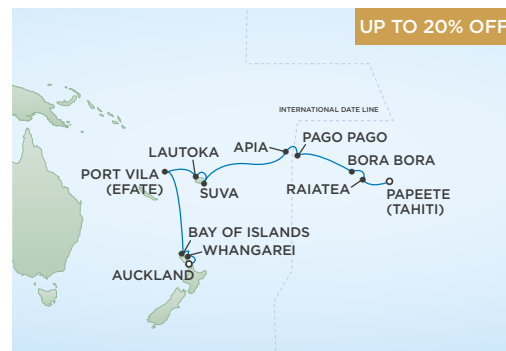 UP TO 20% OFF
INTERNATIONAL DATE LINE
PAGO PAGO
APIA
LAUTOKA
BORA BORA
PORT VILA
(EFATE)
SUVA
RAIATEA
PAPEETE
(TAHITI)
BAY OF ISLANDS
WHANGAREI
AUCKLAND